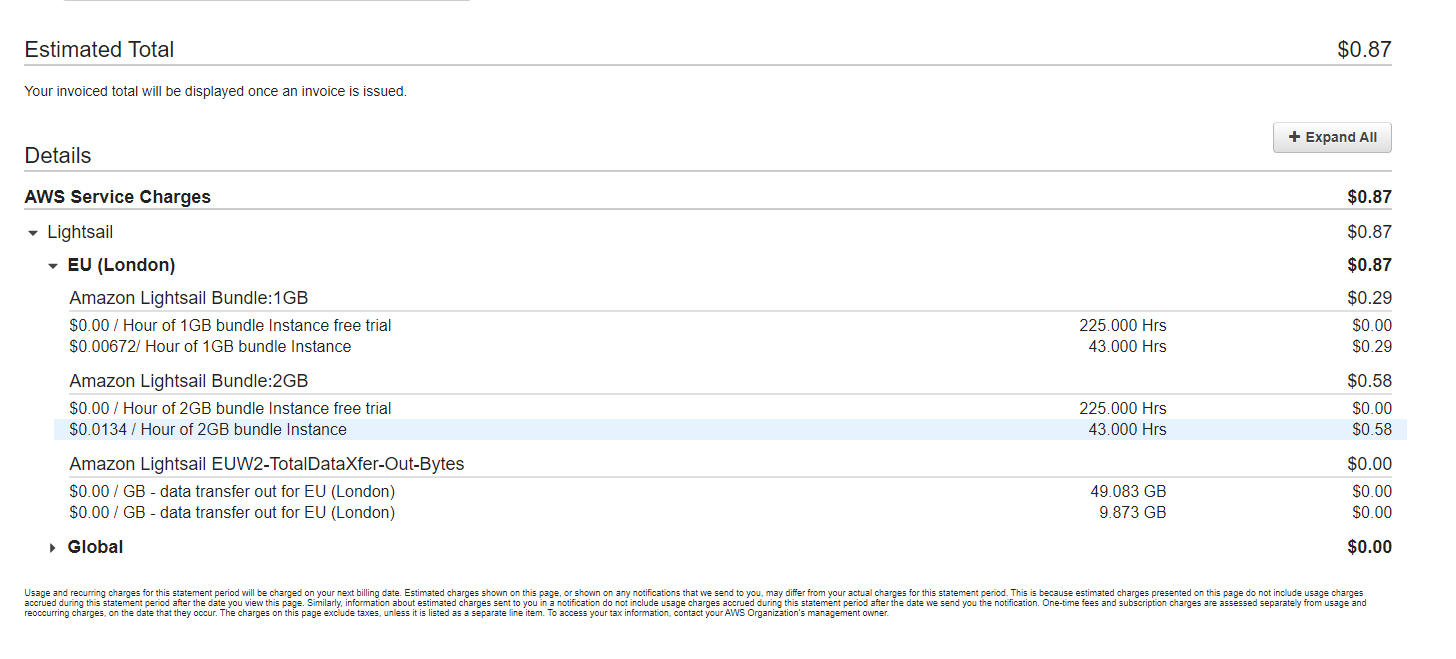 Estimated Total $0.87
Your invoiced total will be displayed once an invoice is issued.
+ Expand All
Details
AWS Service Charges $0.87
Lightsail $0.87
EU (London) $0.87
Amazon Lightsail Bundle:1GB $0.29
$0.00 / Hour of 1GB bundle Instance free trial 225.000 Hrs $0.00
$0.00672/ Hour of 1GB bundle Instance 43.000 Hrs $0.29
Amazon Lightsail Bundle:2GB $0.58
$0.00 / Hour of 2GB bundle Instance free trial 225.000 Hrs $0.00
$0.0134 / Hour of 2GB bundle Instance 43.000 Hrs $0.58
Amazon Lightsail EUW2-TotalDataXfer-Out-Bytes $0.00
$0.00 / GB - data transfer out for EU (London) 49.083 GB $0.00
$0.00 / GB - data transfer out for EU (London) 9.873 GB $0.00
Global $0.00
Usage and recurring charges for this statement period will be charged on your next billing date. Estimated charges shown on this page, or shown on any notifications that we send to you, may differ from your actual charges for this statement period. This is because estimated charges presented on this page do not include usage charges
accrued during this statement period after the date you view this page. Similarly, information about estimated charges sent to you in a notification do not include usage charges accrued during this statement period after the date we send you the notification. One-time fees and subscription charges are assessed separately from usage and
reoccurring charges, on the date that they occur. The charges on this page exclude taxes, unless it is listed as a separate line item. To access your tax information, contact your AWS Organization's management owner.